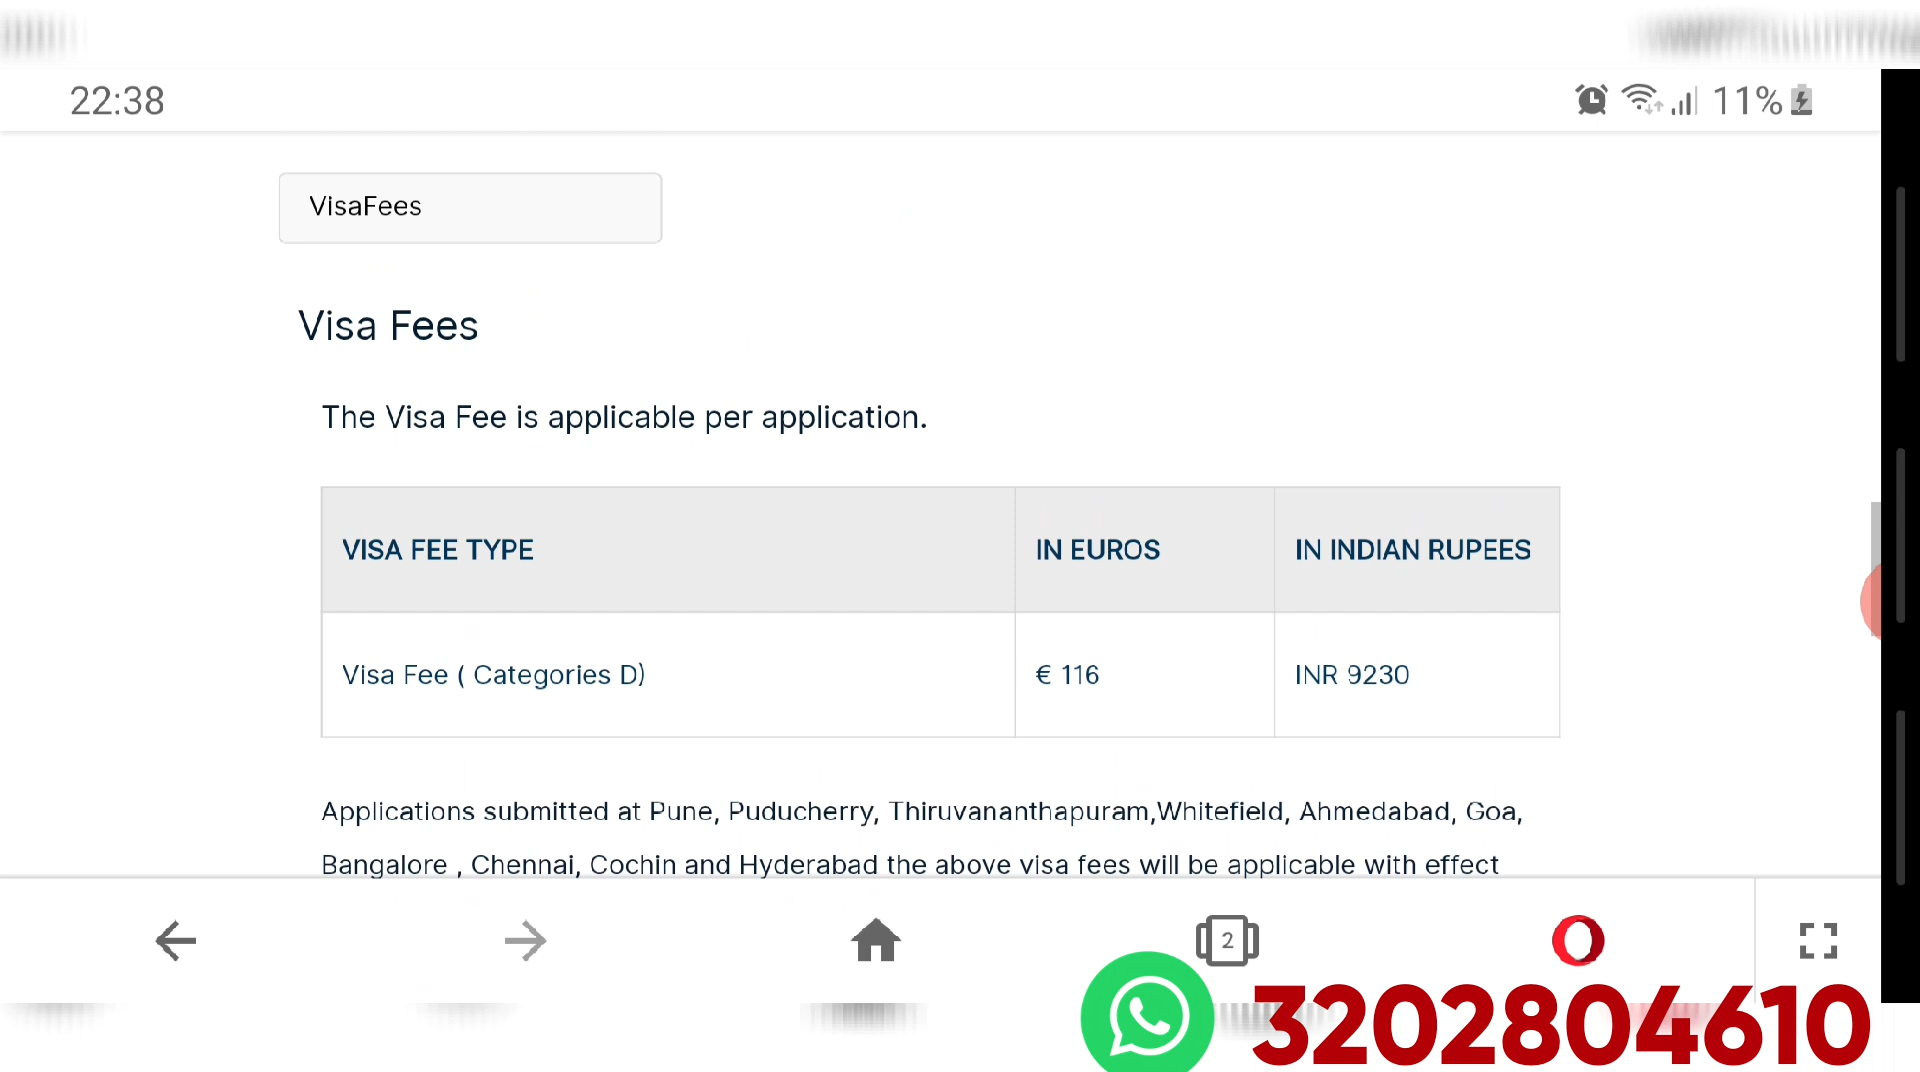 22:38
11%
VisaFees
Visa Fees
The Visa Fee is applicable per application.
VISA FEE TYPE IN EUROS IN INDIAN RUPEES
Visa Fee ( Categories D) € 116 INR 9230
Applications submitted at Pune, Puducherry, Thiruvananthapuram,Whitefield, Ahmedabad, Goa,
Bangalore , Chennai, Cochin and Hyderabad the above visa fees will be applicable with effect
2
3202804610